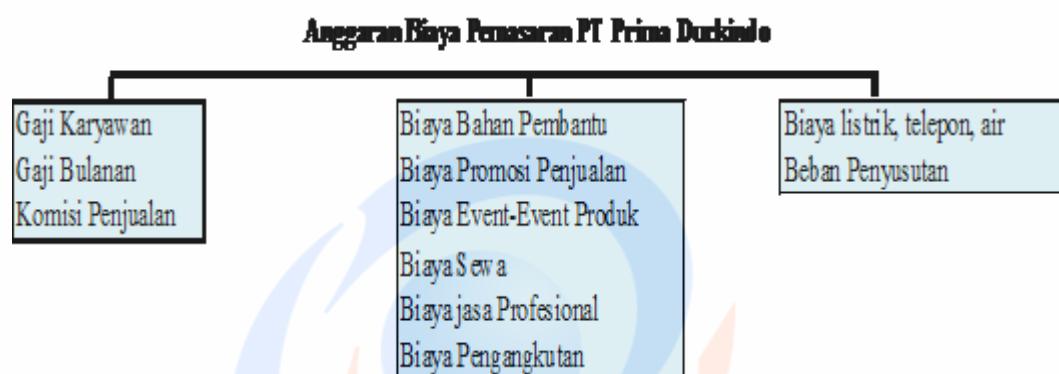 Anggaran Biaya Pemasaran PT Prima Duckindo
Gaji Karyawan
Gaji Bulanan
Komisi Penjualan
Biaya Bahan Pembantu
Biaya Promosi Penjualan
Biaya Event-Event Produk
Biaya Sewa
Biaya jasa Profesional
Biaya Pengangkutan
Biaya listrik, telepon, air
Beban Penyusutan